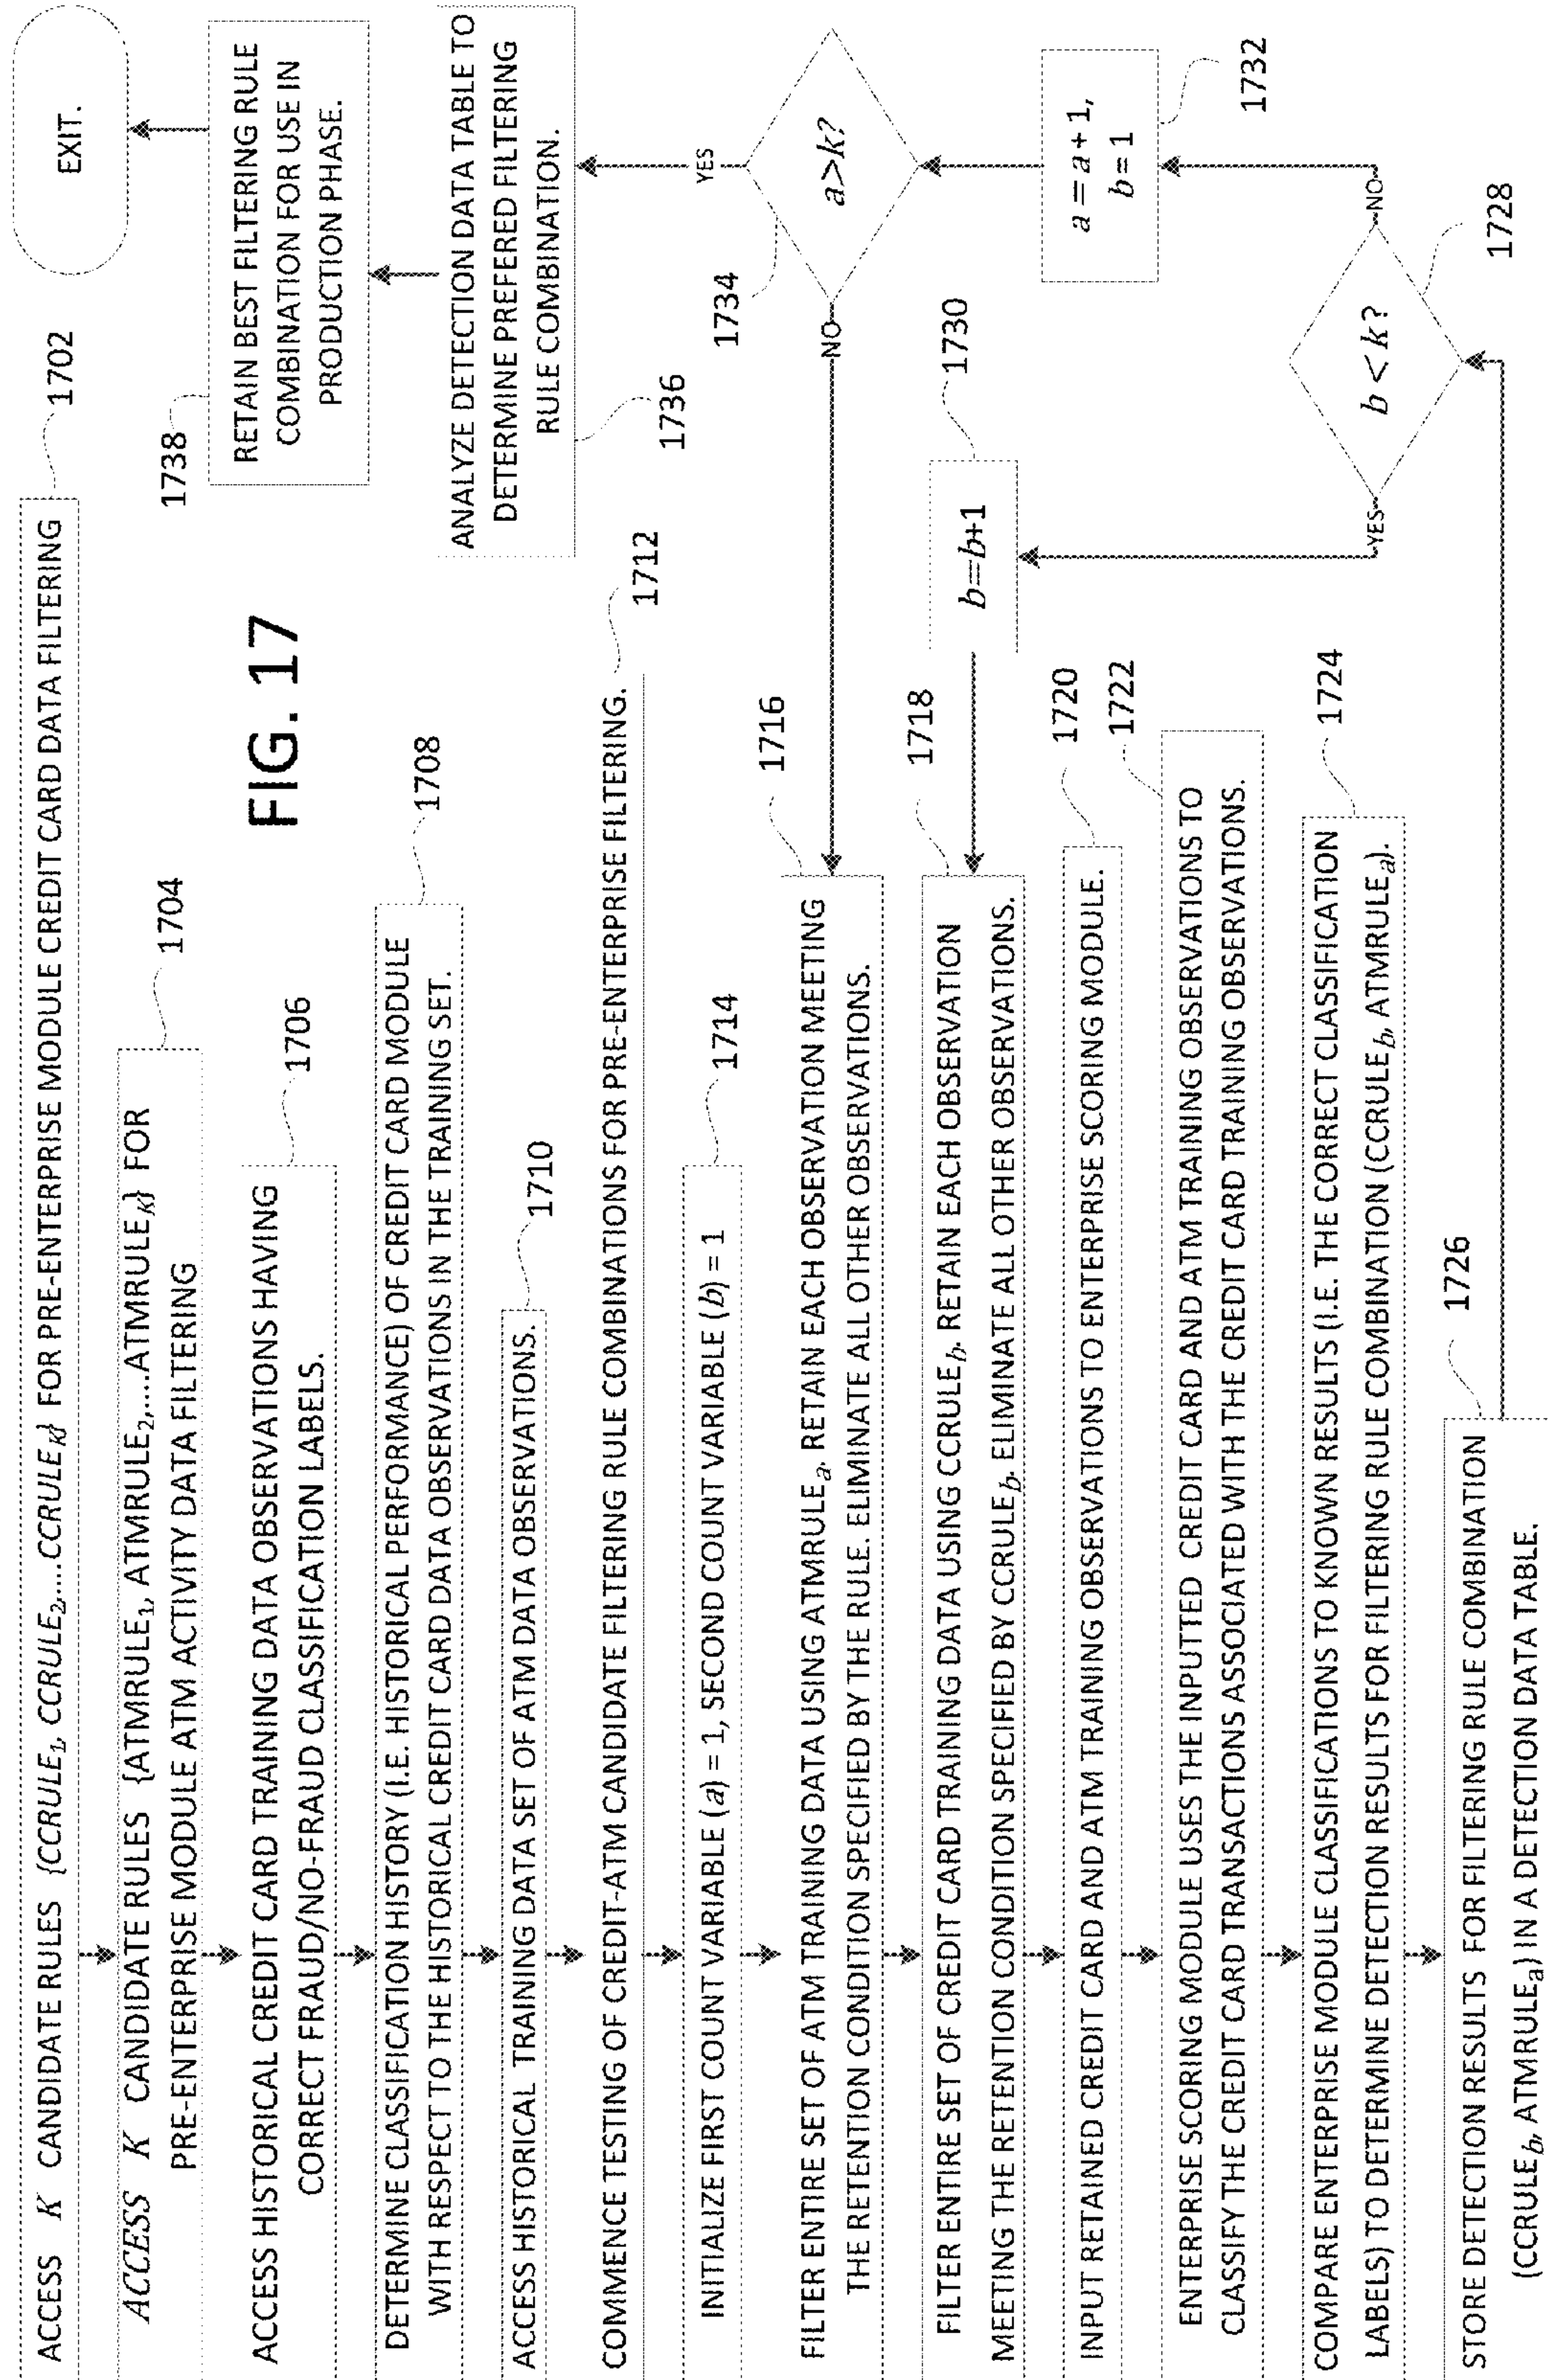 ACCESS K CANDIDATE RULES {CCRULE1, CCRULE2,....CCRULEK} FOR PRE-ENTERPRISE MODULE CREDIT CARD DATA FILTERING
1702
ACCESS K CANDIDATE RULES {ATMRULE1, ATMRULE2,....ATMRULEK} FOR
PRE-ENTERPRISE MODULE ATM ACTIVITY DATA FILTERING
1704
ACCESS HISTORICAL CREDIT CARD TRAINING DATA OBSERVATIONS HAVING
CORRECT FRAUD/NO-FRAUD CLASSIFICATION LABELS.
1706
FIG. 17
DETERMINE CLASSIFICATION HISTORY (I.E. HISTORICAL PERFORMANCE) OF CREDIT CARD MODULE
WITH RESPECT TO THE HISTORICAL CREDIT CARD DATA OBSERVATIONS IN THE TRAINING SET.
1708
ACCESS HISTORICAL TRAINING DATA SET OF ATM DATA OBSERVATIONS.
1710
COMMENCE TESTING OF CREDIT-ATM CANDIDATE FILTERING RULE COMBINATIONS FOR PRE-ENTERPRISE FILTERING.
1712
INITIALIZE FIRST COUNT VARIABLE (a) = 1, SECOND COUNT VARIABLE (b) = 1
1714
FILTER ENTIRE SET OF ATM TRAINING DATA USING ATMRULEa. RETAIN EACH OBSERVATION MEETING
THE RETENTION CONDITION SPECIFIED BY THE RULE. ELIMINATE ALL OTHER OBSERVATIONS.
1716
FILTER ENTIRE SET OF CREDIT CARD TRAINING DATA USING CCRULEb. RETAIN EACH OBSERVATION
MEETING THE RETENTION CONDITION SPECIFIED BY CCRULEb. ELIMINATE ALL OTHER OBSERVATIONS.
1718
INPUT RETAINED CREDIT CARD AND ATM TRAINING OBSERVATIONS TO ENTERPRISE SCORING MODULE.
1720
ENTERPRISE SCORING MODULE USES THE INPUTTED CREDIT CARD AND ATM TRAINING OBSERVATIONS TO
CLASSIFY THE CREDIT CARD TRANSACTIONS ASSOCIATED WITH THE CREDIT CARD TRAINING OBSERVATIONS.
1722
COMPARE ENTERPRISE MODULE CLASSIFICATIONS TO KNOWN RESULTS (I.E. THE CORRECT CLASSIFICATION
LABELS) TO DETERMINE DETECTION RESULTS FOR FILTERING RULE COMBINATION (CCRULEb, ATMRULEa).
1724
STORE DETECTION RESULTS FOR FILTERING RULE COMBINATION
(CCRULEb, ATMRULEa) IN A DETECTION DATA TABLE.
1726
b < k?
1728
YES
NO
b=b+1
1730
a = a + 1,
b = 1
1732
a>k?
1734
NO
YES
ANALYZE DETECTION DATA TABLE TO
DETERMINE PREFERED FILTERING
RULE COMBINATION.
1736
RETAIN BEST FILTERING RULE
COMBINATION FOR USE IN
PRODUCTION PHASE.
1738
EXIT.